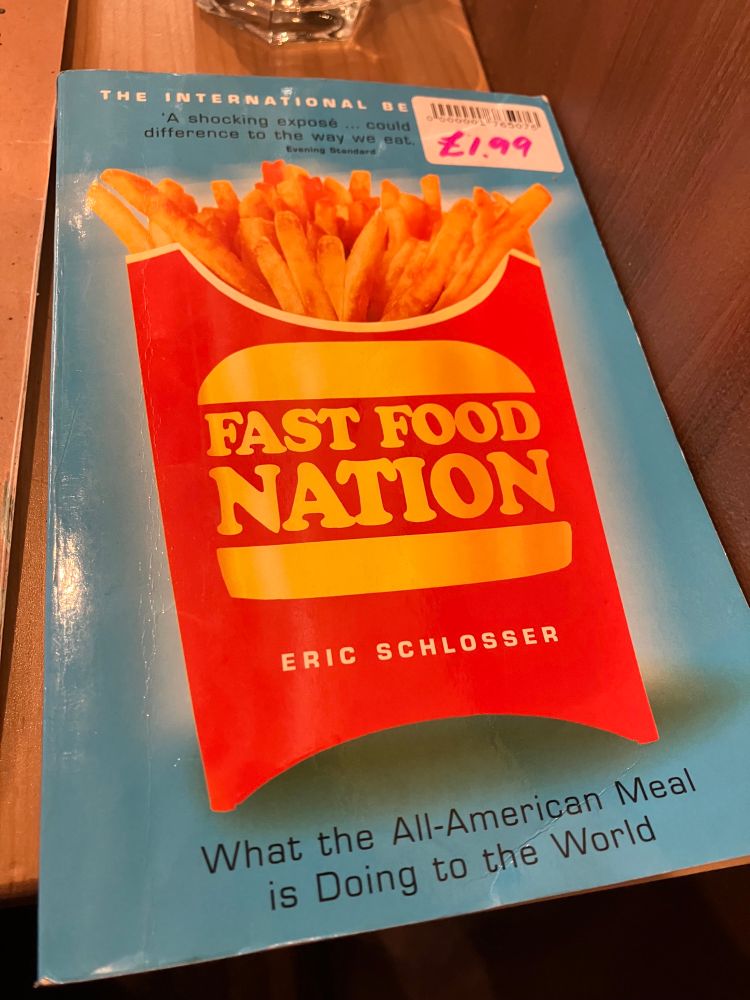 THE INTERNATIONAL BE
'A shocking exposé ... could
difference to the way we eat.
Evening Standard
£1.99
FAST FOOD
NATION
ERIC SCHLOSSER
What the All-American Meal
is Doing to the World